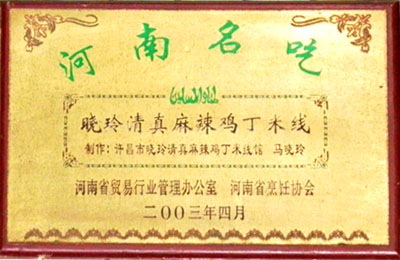 河南名吃
晓玲清真麻辣鸡丁米线
制作：许昌市晓玲清真麻辣鸡丁米线馆 马晓玲
河南省贸易行业管理办公室 河南省烹饪协会
二00三年四月